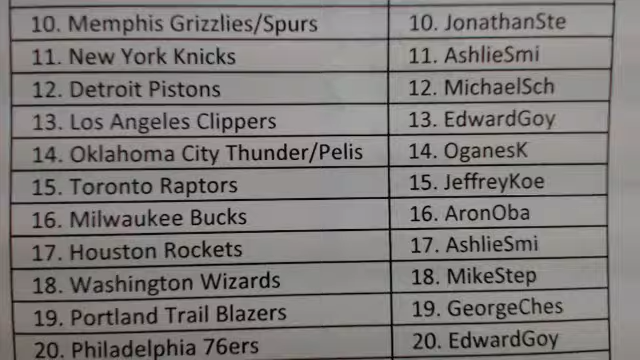 10. Memphis Grizzlies/Spurs 10. JonathanSte
11. New York Knicks 11. AshlieSmi
12. Detroit Pistons 12. MichaelSch
13. Los Angeles Clippers 13. EdwardGoy
14. Oklahoma City Thunder/Pelis 14. OganesK
15. Toronto Raptors 15. JeffreyKoe
16. Milwaukee Bucks 16. AronOba
17. Houston Rockets 17. AshlieSmi
18. Washington Wizards 18. MikeStep
19. Portland Trail Blazers 19. GeorgeChes
20. Philadelphia 76ers 20. EdwardGoy